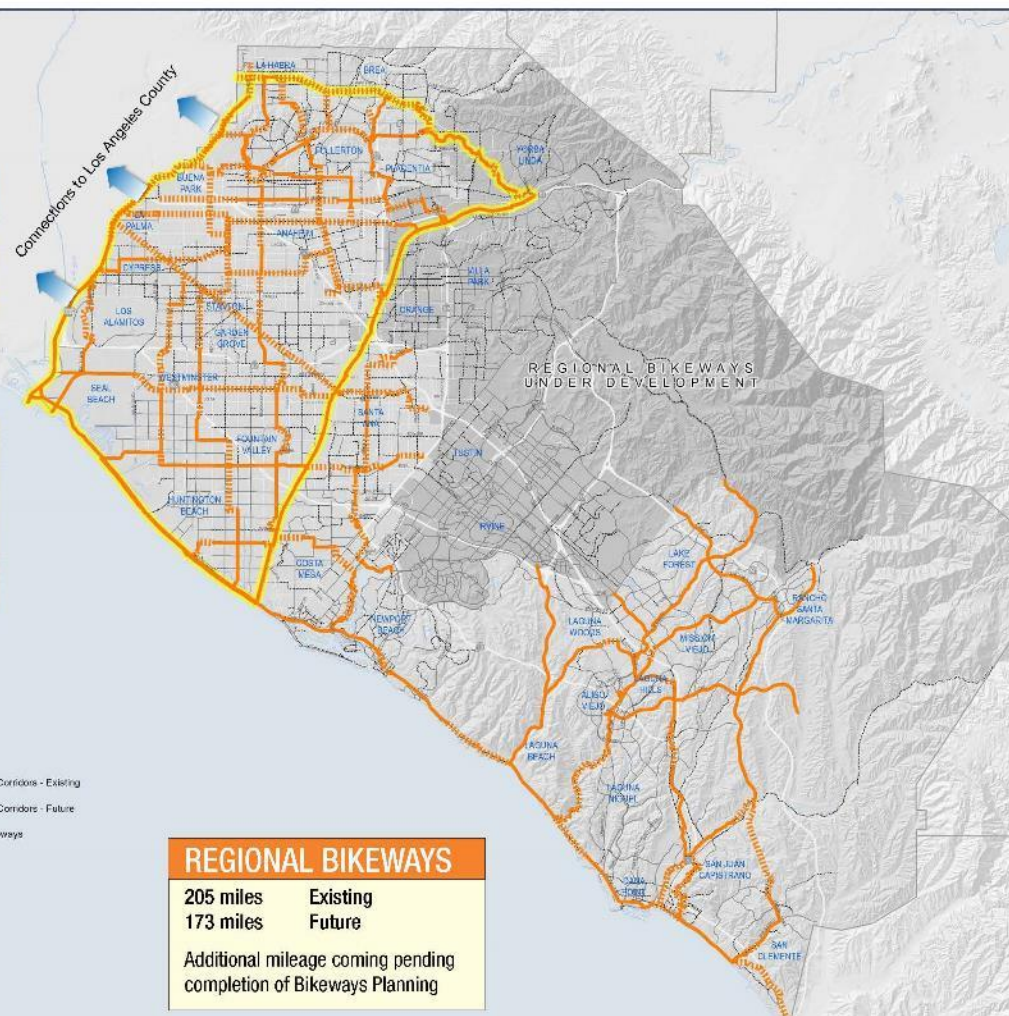 Connections to Los Angeles County
LA HABRA
BREA
FULLERTON
YORBA
LINDA
PLACENTIA
BUENA
PARK
LA
PALMA
ANAHEIM
CYPRESS
VILLA
PARK
LOS
ALAMITOS
STANTON
ORANGE
GARDEN
GROVE
REGIONAL BIKEWAYS
UNDER DEVELOPMENT
WESTMINSTER
SEAL
BEACH
SANTA
ANA
FOUNTAIN
VALLEY
TUSTIN
HUNTINGTON
BEACH
IRVINE
LAKE
FOREST
COSTA
MESA
RANCHO
SANTA
MARGARITA
NEWPORT
BEACH
LAGUNA
WOODS
MISSION
VIEJO
LAGUNA
HILLS
ALISO
VIEJO
LAGUNA
BEACH
LAGUNA
NIGUEL
Corridors - Existing
Corridors - Future
ways
SAN JUAN
CAPISTRANO
DANA
POINT
SAN
CLEMENTE
REGIONAL BIKEWAYS
205 miles Existing
173 miles Future
Additional mileage coming pending
completion of Bikeways Planning